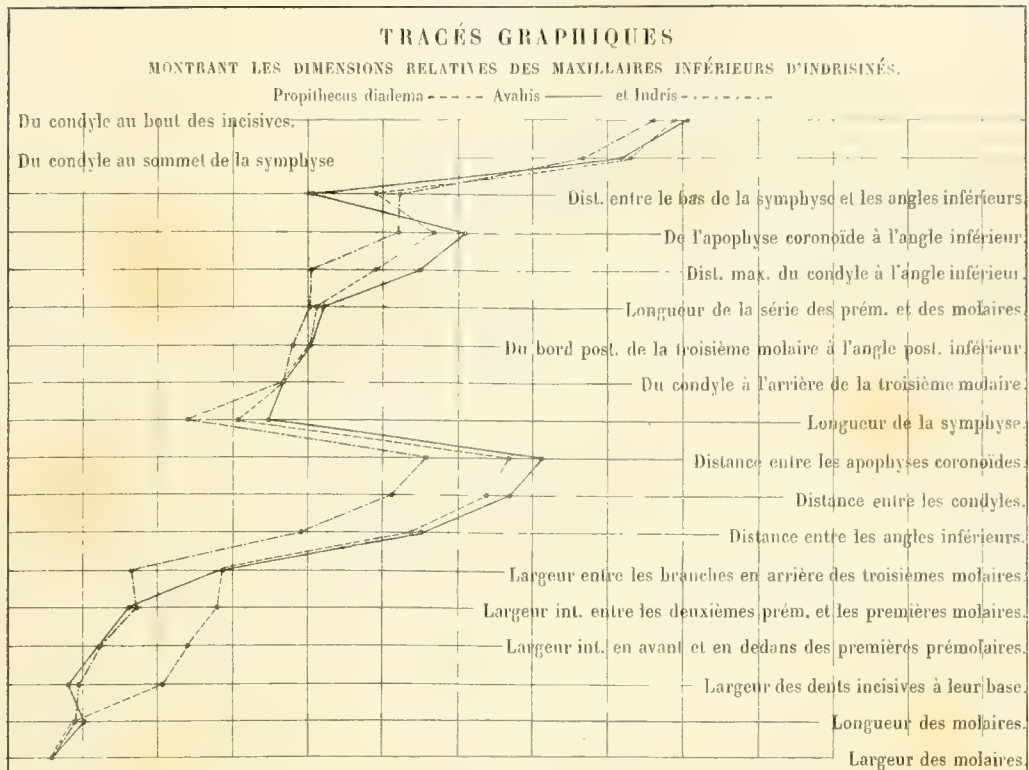 TRACÉS GRAPHIQUES
MONTRANT LES DIMENSIONS RELATIVES DES MAXILLAIRES INFÉRIEURS D'INDRISINÉS.
Propithecus diadema ----- Avahis ——— et Indris -.-.-.-.-
Du condyle au bout des incisives.
Du condyle au sommet de la symphyse
Dist. entre le bas de la symphyse et les angles inférieurs.
De l'apophyse coronoïde à l'angle inférieur.
Dist. max. du condyle à l'angle inférieur.
Longueur de la série des prém. et des molaires.
Du bord post. de la troisième molaire à l'angle post. inférieur.
Du condyle à l'arrière de la troisième molaire.
Longueur de la symphyse.
Distance entre les apophyses coronoïdes.
Distance entre les condyles.
Distance entre les angles inférieurs.
Largeur entre les branches en arrière des troisièmes molaires.
Largeur int. entre les deuxièmes prém. et les premières molaires.
Largeur int. en avant et en dedans des premières prémolaires.
Largeur des dents incisives à leur base.
Longueur des molaires.
Largeur des molaires.